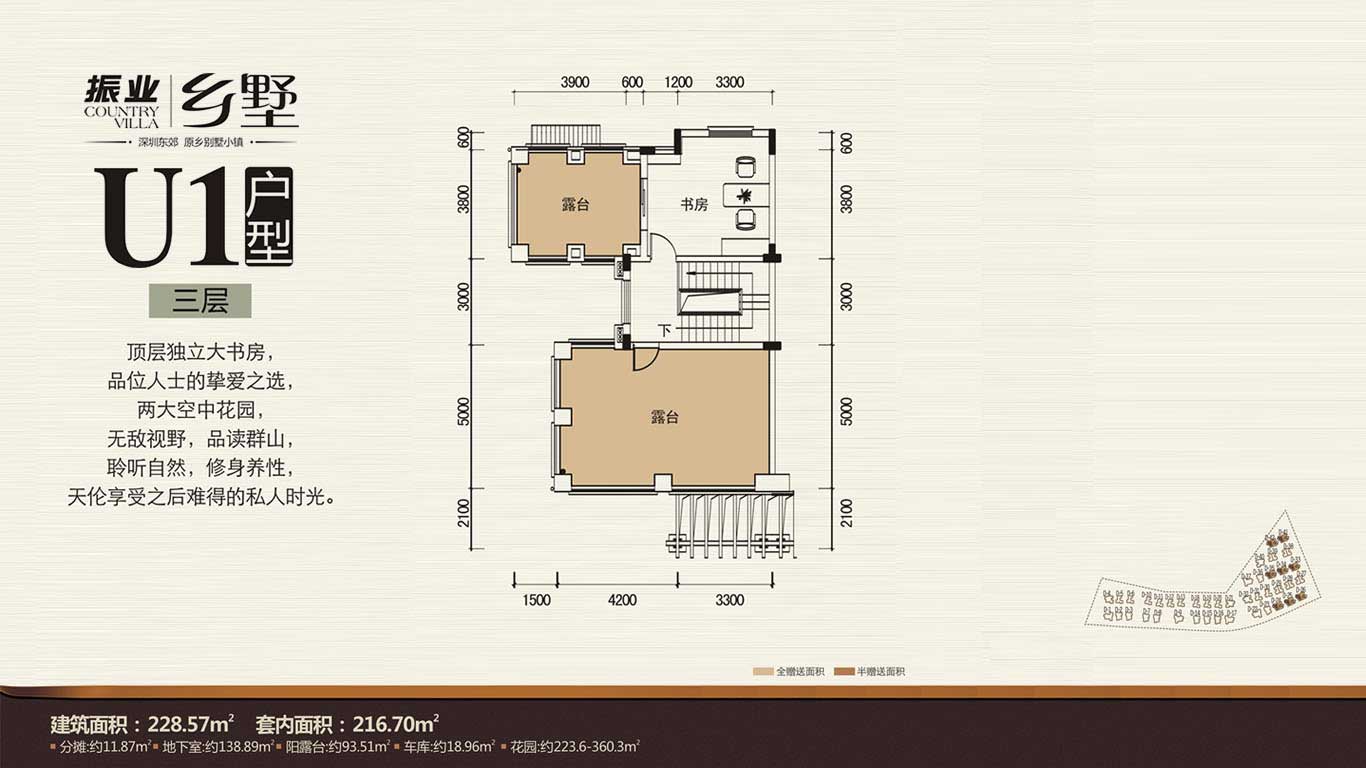 振业 乡墅
COUNTRY
VILLA
深圳东郊 原乡别墅小镇
U1户型
三层
顶层独立大书房，
品位人士的挚爱之选，
两大空中花园，
无敌视野，品读群山，
聆听自然，修身养性，
天伦享受之后难得的私人时光。
3900 600 1200 3300
600
3800
3000
5000
2100
露台
书房
下
露台
600
3800
3000
5000
2100
1500 4200 3300
全赠送面积 半赠送面积
建筑面积：228.57㎡ 套内面积：216.70㎡
分摊:约11.87㎡ 地下室:约138.89㎡ 阳露台:约93.51㎡ 车库:约18.96㎡ 花园:约223.6-360.3㎡